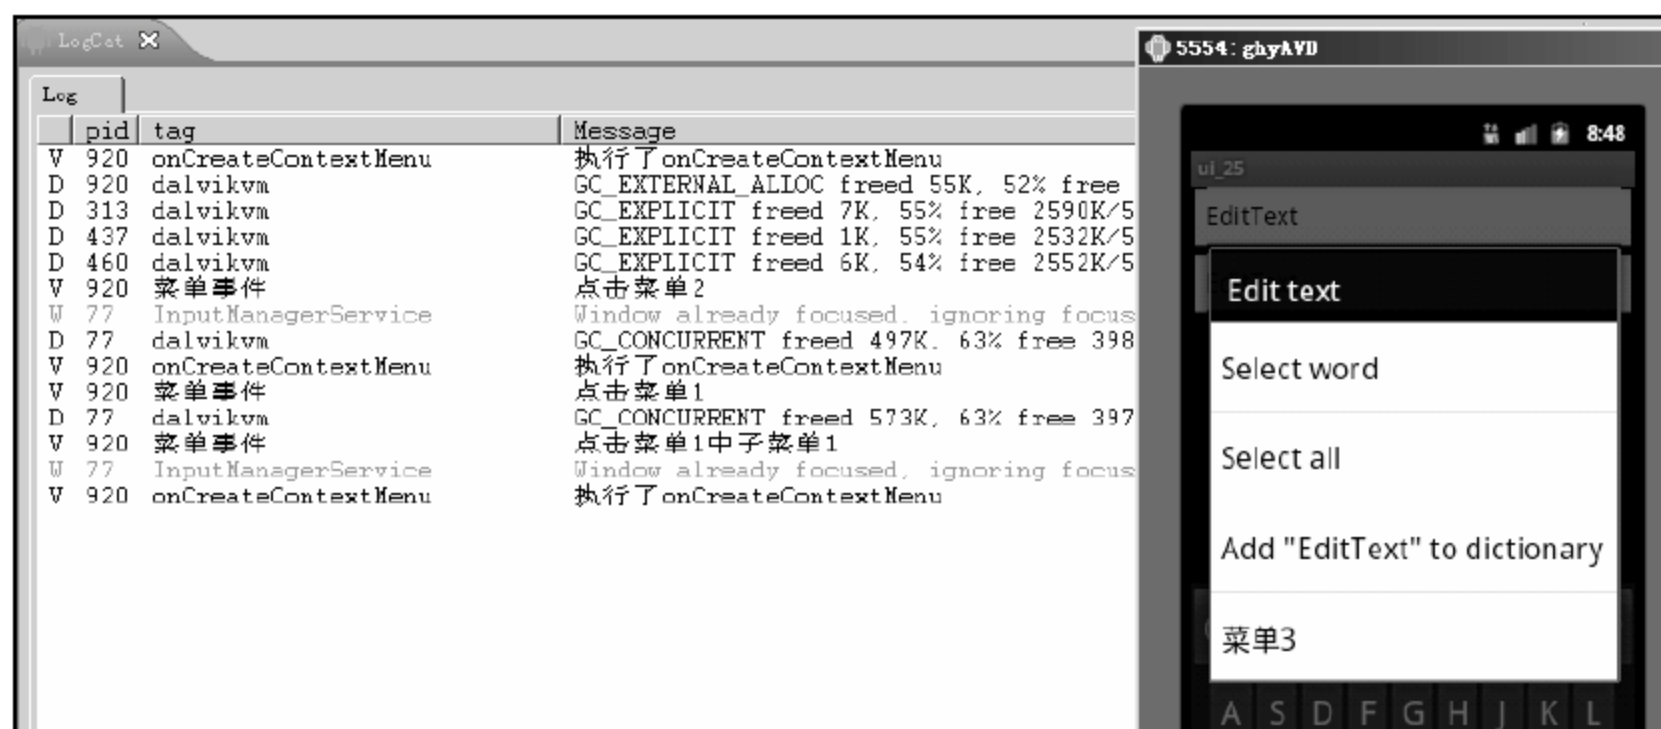 LogCat
Log
pid tag Message
V 920 onCreateContextMenu 执行了onCreateContextMenu
D 920 dalvikvm GC_EXTERNAL_ALLOC freed 55K, 52% free
D 313 dalvikvm GC_EXPLICIT freed 7K, 55% free 2590K/5
D 437 dalvikvm GC_EXPLICIT freed 1K, 55% free 2532K/5
D 460 dalvikvm GC_EXPLICIT freed 6K, 54% free 2552K/5
V 920 菜单事件 点击菜单2
W 77 InputManagerService Window already focused, ignoring focus
D 77 dalvikvm GC_CONCURRENT freed 497K, 63% free 398
V 920 onCreateContextMenu 执行了onCreateContextMenu
V 920 菜单事件 点击菜单1
D 77 dalvikvm GC_CONCURRENT freed 573K, 63% free 397
V 920 菜单事件 点击菜单1中子菜单1
W 77 InputManagerService Window already focused, ignoring focus
V 920 onCreateContextMenu 执行了onCreateContextMenu
5554:ghyAVD
8:48
ui_25
EditText
Edit text
Select word
Select all
Add "EditText" to dictionary
菜单3
A S D F G H J K L